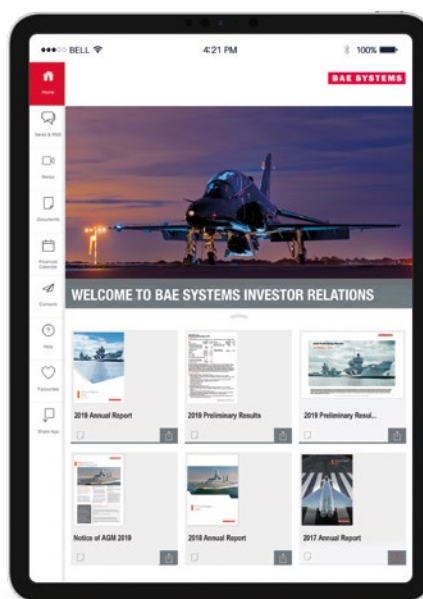 BELL
4:21 PM
100%
BAE SYSTEMS
Home
News & RNS
Media
Documents
Financial
Calendar
Contacts
Help
Favourites
Share App
WELCOME TO BAE SYSTEMS INVESTOR RELATIONS
2019 Annual Report
2019 Preliminary Results
2019 Preliminary Resul...
Notice of AGM 2019
2018 Annual Report
2017 Annual Report